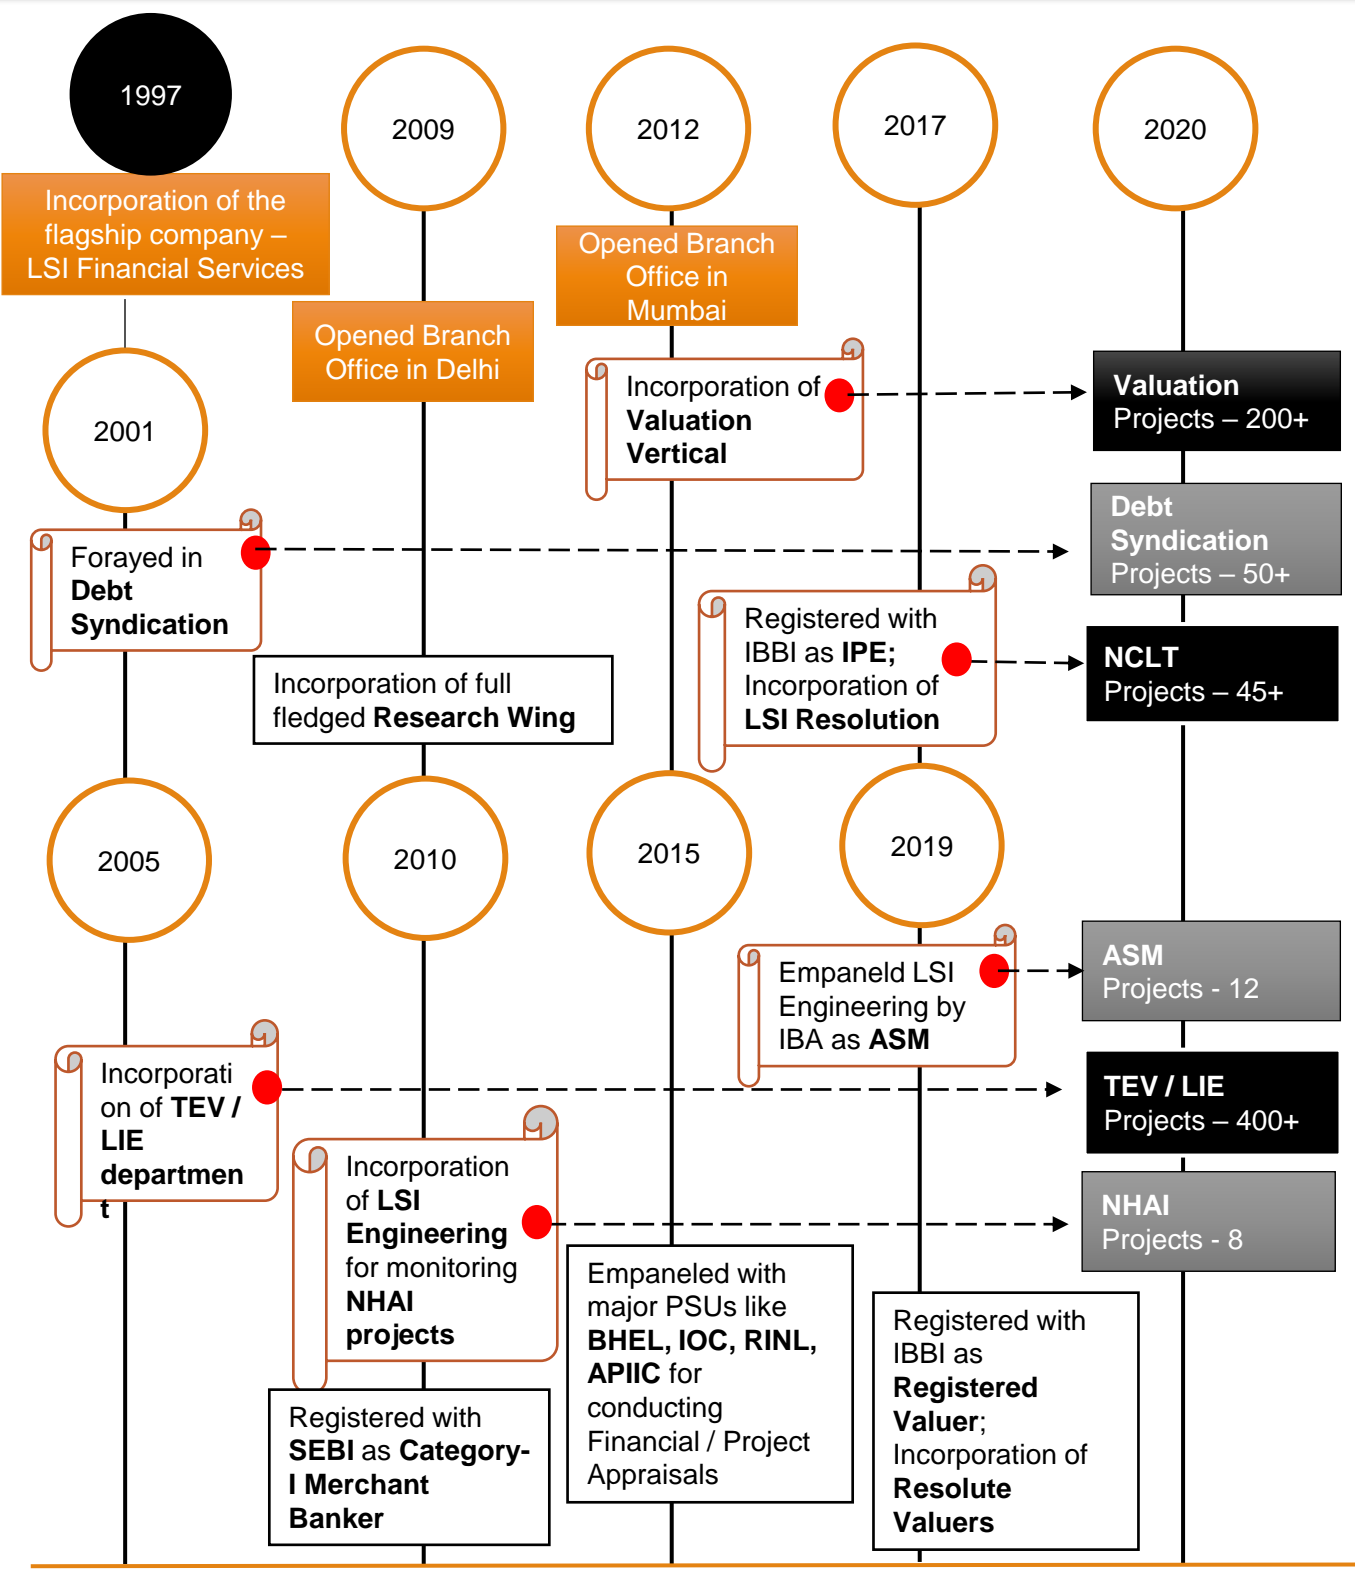 1997
Incorporation of the
flagship company –
LSI Financial Services
2001
Forayed in
Debt
Syndication
2005
Incorporati
on of TEV /
LIE
departmen
t
2009
Opened Branch
Office in Delhi
Incorporation of full
fledged Research Wing
2010
Incorporation
of LSI
Engineering
for monitoring
NHAI
projects
Registered with
SEBI as Category-
I Merchant
Banker
2012
Opened Branch
Office in
Mumbai
Incorporation of
Valuation
Vertical
2015
Empaneled with
major PSUs like
BHEL, IOC, RINL,
APIIC for
conducting
Financial / Project
Appraisals
2017
Registered with
IBBI as IPE;
Incorporation of
LSI Resolution
2019
Empaneld LSI
Engineering by
IBA as ASM
Registered with
IBBI as
Registered
Valuer;
Incorporation of
Resolute
Valuers
2020
Valuation
Projects – 200+
Debt
Syndication
Projects – 50+
NCLT
Projects – 45+
ASM
Projects - 12
TEV / LIE
Projects – 400+
NHAI
Projects - 8